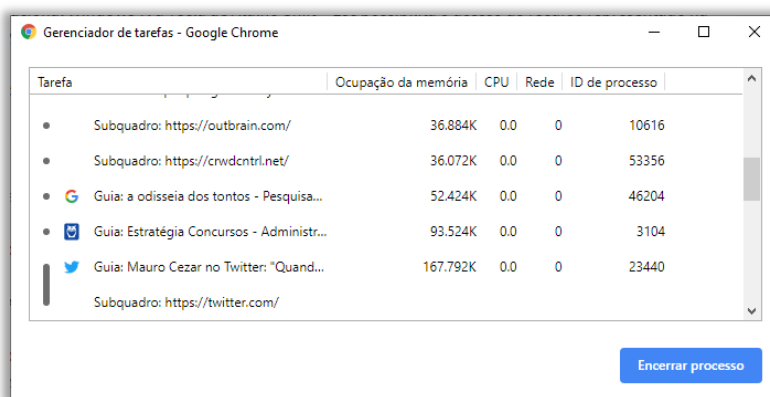 Gerenciador de tarefas - Google Chrome
Tarefa Ocupação da memória CPU Rede ID de processo
Subquadro: https://outbrain.com/ 36.884K 0.0 0 10616
Subquadro: https://crwdcntrl.net/ 36.072K 0.0 0 53356
Guia: a odisseia dos tontos - Pesquisa... 52.424K 0.0 0 46204
Guia: Estratégia Concursos - Administr... 93.524K 0.0 0 3104
Guia: Mauro Cezar no Twitter: "Quand... 167.792K 0.0 0 23440
Subquadro: https://twitter.com/
Encerrar processo